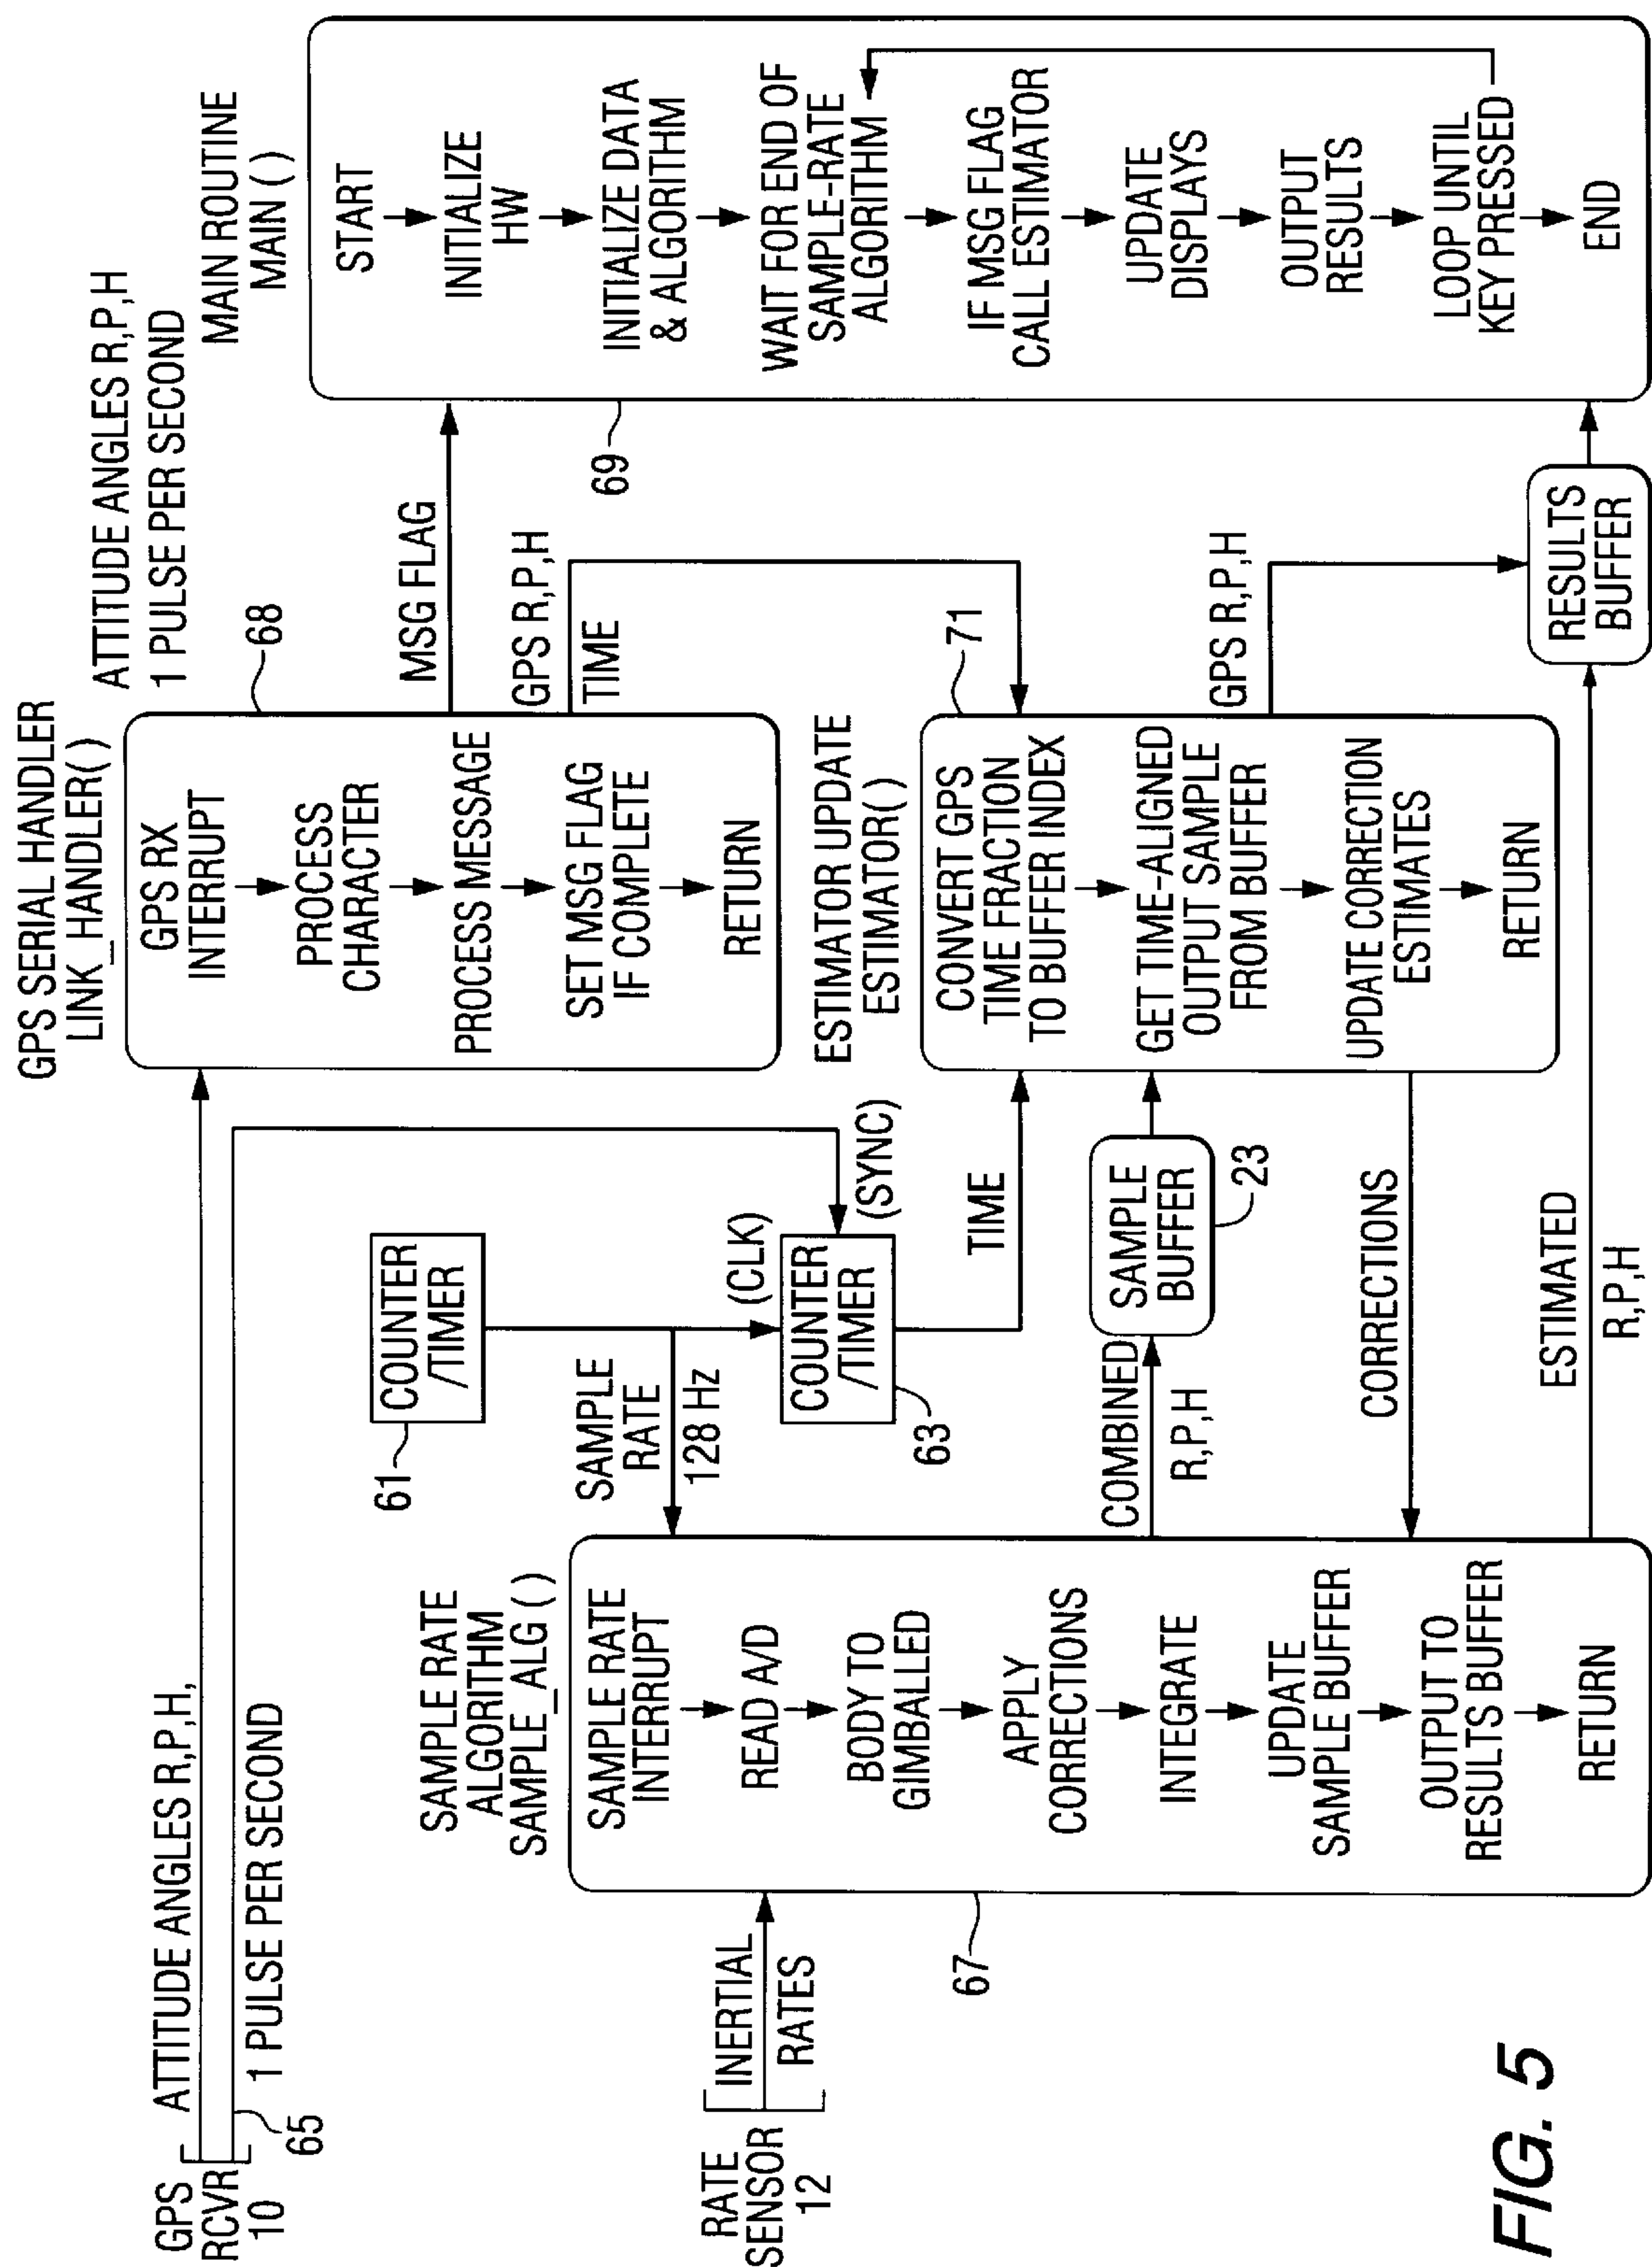 GPS
RCVR
10
ATTITUDE ANGLES R,P,H,
1 PULSE PER SECOND
65
RATE
SENSOR
12
INERTIAL
RATES
SAMPLE RATE
ALGORITHM
SAMPLE_ALG ( )
SAMPLE RATE
INTERRUPT
READ A/D
BODY TO
GIMBALLED
APPLY
CORRECTIONS
INTEGRATE
UPDATE
SAMPLE BUFFER
OUTPUT TO
RESULTS BUFFER
RETURN
67
61
COUNTER
/TIMER
SAMPLE
RATE
128 Hz
(CLK)
COUNTER
/TIMER
63
(SYNC)
TIME
COMBINED
R,P,H
SAMPLE
BUFFER
23
CORRECTIONS
ESTIMATED
R,P,H
GPS SERIAL HANDLER
LINK_HANDLER( )
GPS RX
INTERRUPT
PROCESS
CHARACTER
PROCESS MESSAGE
SET MSG FLAG
IF COMPLETE
RETURN
68
ESTIMATOR UPDATE
ESTIMATOR( )
CONVERT GPS
TIME FRACTION
TO BUFFER INDEX
GET TIME-ALIGNED
OUTPUT SAMPLE
FROM BUFFER
UPDATE CORRECTION
ESTIMATES
RETURN
71
ATTITUDE ANGLES R,P,H
1 PULSE PER SECOND
MSG FLAG
GPS R,P,H
TIME
GPS R,P,H
RESULTS
BUFFER
MAIN ROUTINE
MAIN ( )
START
INITIALIZE
HW
INITIALIZE DATA
& ALGORITHM
WAIT FOR END OF
SAMPLE-RATE
ALGORITHM
IF MSG FLAG
CALL ESTIMATOR
UPDATE
DISPLAYS
OUTPUT
RESULTS
LOOP UNTIL
KEY PRESSED
END
69
FIG. 5